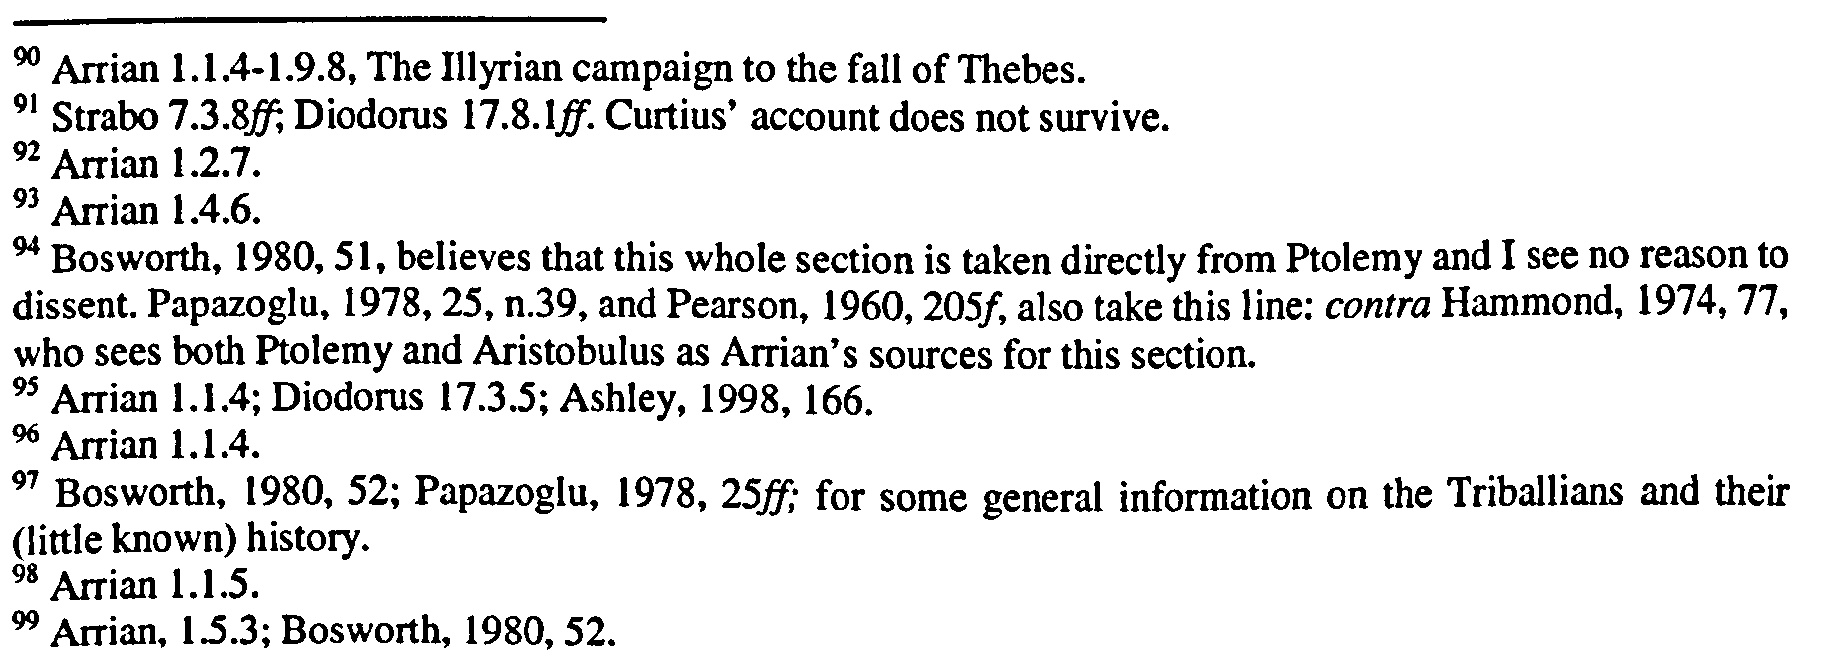 90 Arrian 1.1.4-1.9.8, The Illyrian campaign to the fall of Thebes.
91 Strabo 7.3.8ff; Diodorus 17.8.1ff. Curtius' account does not survive.
92 Arrian 1.2.7.
93 Arrian 1.4.6.
94 Bosworth, 1980, 51, believes that this whole section is taken directly from Ptolemy and I see no reason to
dissent. Papazoglu, 1978, 25, n.39, and Pearson, 1960, 205f, also take this line: contra Hammond, 1974, 77,
who sees both Ptolemy and Aristobulus as Arrian's sources for this section.
95 Arrian 1.1.4; Diodorus 17.3.5; Ashley, 1998, 166.
96 Arrian 1.1.4.
97 Bosworth, 1980, 52; Papazoglu, 1978, 25ff; for some general information on the Triballians and their
(little known) history.
98 Arrian 1.1.5.
99 Arrian, 1.5.3; Bosworth, 1980, 52.